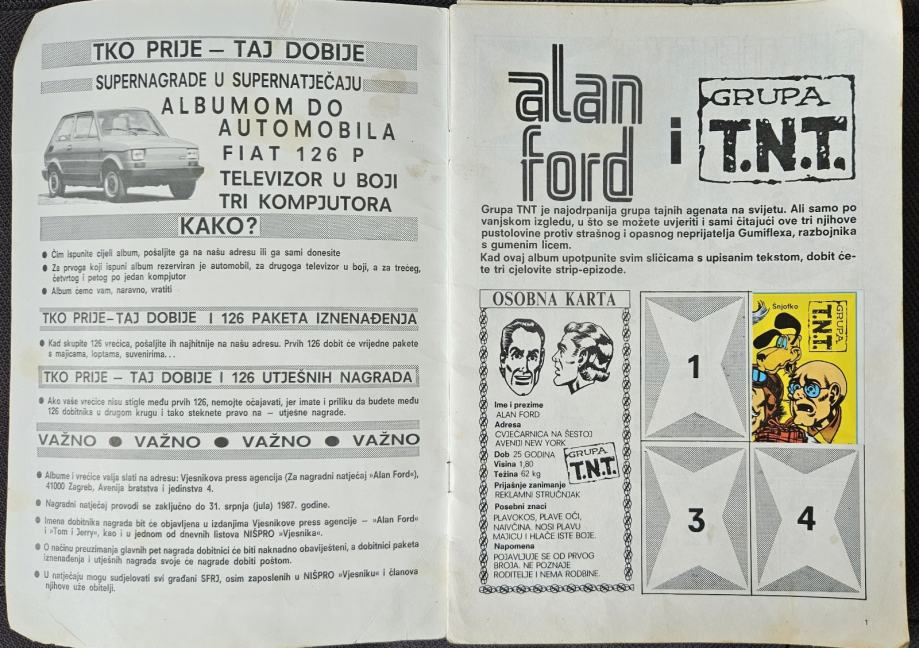 TKO PRIJE – TAJ DOBIJE
SUPERNAGRADE U SUPERNATJEČAJU
ALBUMOM DO
AUTOMOBILA
FIAT 126 P
TELEVIZOR U BOJI
TRI KOMPJUTORA
KAKO?
● Čim ispunite cijeli album, pošaljite ga na našu adresu ili ga sami donesite
● Za prvoga koji ispuni album rezerviran je automobil, za drugoga televizor u boji, a za trećeg,
četvrtog i petog po jedan kompjutor
● Album ćemo vam, naravno, vratiti
TKO PRIJE–TAJ DOBIJE I 126 PAKETA IZNENAĐENJA
● Kad skupite 126 vrećica, pošaljite ih najhitnije na našu adresu. Prvih 126 dobit će vrijedne pakete
s majicama, loptama, suvenirima...
TKO PRIJE – TAJ DOBIJE I 126 UTJEŠNIH NAGRADA
● Ako vaše vrećice nisu stigle među prvih 126, nemojte očajavati, jer imate i priliku da budete među
126 dobitnika u drugom krugu i tako steknete pravo na – utješne nagrade.
VAŽNO ● VAŽNO ● VAŽNO ● VAŽNO
● Albume i vrećice valja slati na adresu: Vjesnikova press agencija (Za nagradni natječaj »Alan Ford«),
41000 Zagreb, Avenija bratstva i jedinstva 4.
● Nagradni natječaj provodi se zaključno do 31. srpnja (jula) 1987. godine.
● Imena dobitnika nagrada bit će objavljena u izdanjima Vjesnikove press agencije – »Alan Ford«
i »Tom i Jerry«, kao i u jednom od dnevnih listova NIŠPRO »Vjesnika«.
● O načinu preuzimanja glavnih pet nagrada dobitnici će biti naknadno obaviješteni, a dobitnici paketa
iznenađenja i utješnih nagrada svoje će nagrade dobiti poštom.
● U natječaju mogu sudjelovati svi građani SFRJ, osim zaposlenih u NIŠPRO »Vjesniku« i članova
njihove uže obitelji.
alan
ford
i
GRUPA
T.N.T.
Grupa TNT je najodrpanija grupa tajnih agenata na svijetu. Ali samo po
vanjskom izgledu, u što se možete uvjeriti i sami čitajući ove tri njihove
pustolovine protiv strašnog i opasnog neprijatelja Gumiflexa, razbojnika
s gumenim licem.
Kad ovaj album upotpunite svim sličicama s upisanim tekstom, dobit će-
te tri cjelovite strip-epizode.
OSOBNA KARTA
Ime i prezime
ALAN FORD
Adresa
CVJEĆARNICA NA ŠESTOJ
AVENIJI NEW YORK
Dob 25 GODINA
Visina 1,80
Težina 62 kg
GRUPA
T.N.T.
Prijašnje zanimanje
REKLAMNI STRUČNJAK
Posebni znaci
PLAVOKOS, PLAVE OČI,
NAIVČINA. NOSI PLAVU
MAJICU I HLAČE ISTE BOJE.
Napomena
POJAVLJUJE SE OD PRVOG
BROJA. NE POZNAJE
RODITELJE I NEMA RODBINE.
1
Šnjofko
GRUPA
T.N.T.
3
4
1